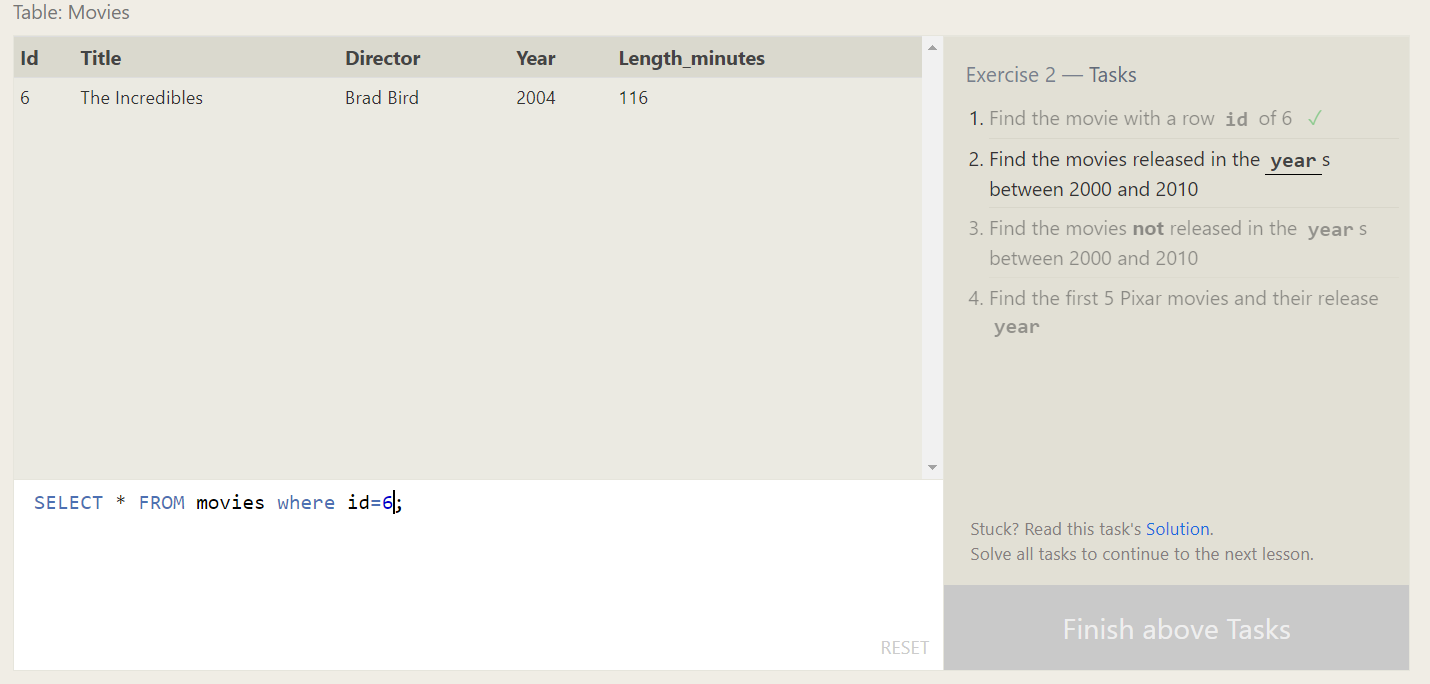 Table: Movies
Id Title Director Year Length_minutes
6 The Incredibles Brad Bird 2004 116
SELECT * FROM movies where id=6;
RESET
Exercise 2 — Tasks
1. Find the movie with a row id of 6 ✓
2. Find the movies released in the year s
between 2000 and 2010
3. Find the movies not released in the year s
between 2000 and 2010
4. Find the first 5 Pixar movies and their release
year
Stuck? Read this task's Solution.
Solve all tasks to continue to the next lesson.
Finish above Tasks